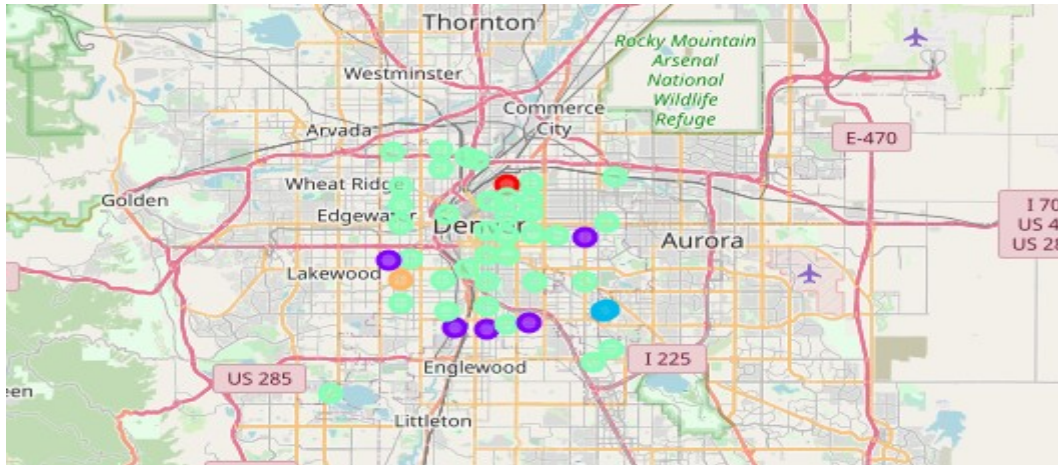 Thornton
Rocky Mountain
Arsenal
National
Wildlife
Refuge
Westminster
Commerce
City
Arvada
E-470
Wheat Ridge
Golden
Edgewater
I 70
US 4
US 28
Denver
Aurora
Lakewood
I 225
Englewood
US 285
een
Littleton